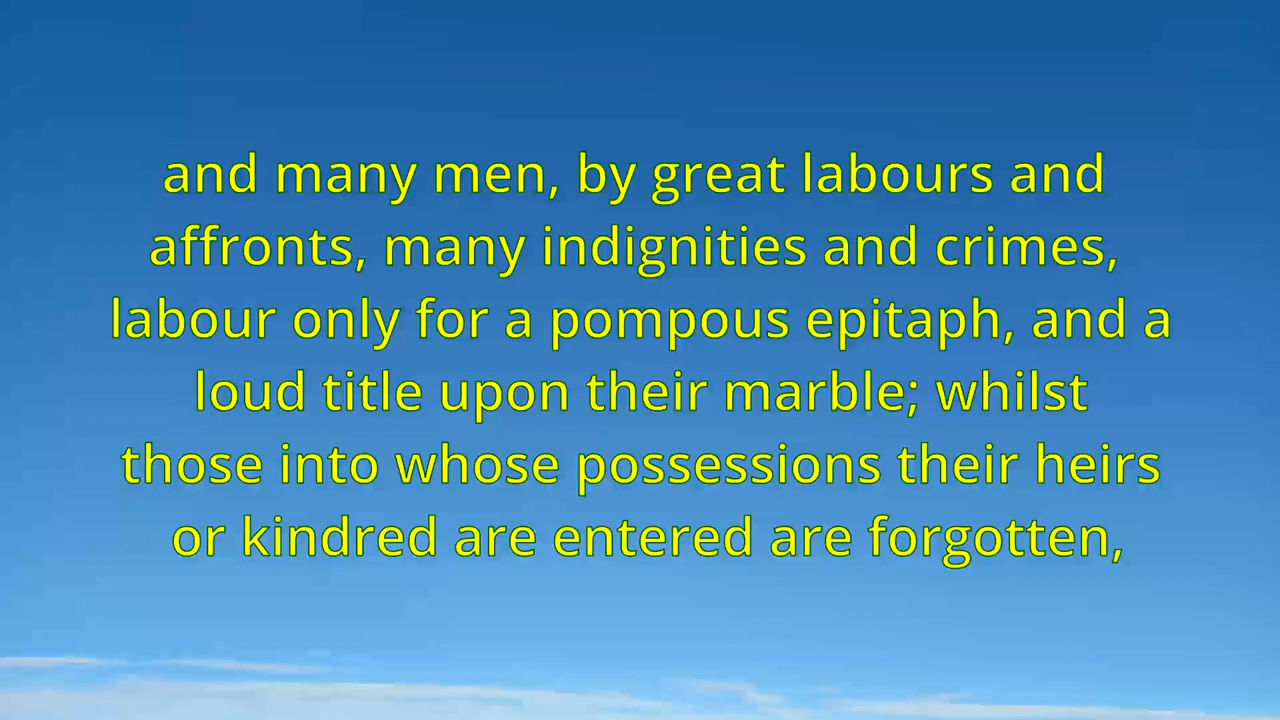 and many men, by great labours and
affronts, many indignities and crimes,
labour only for a pompous epitaph, and a
loud title upon their marble; whilst
those into whose possessions their heirs
or kindred are entered are forgotten,